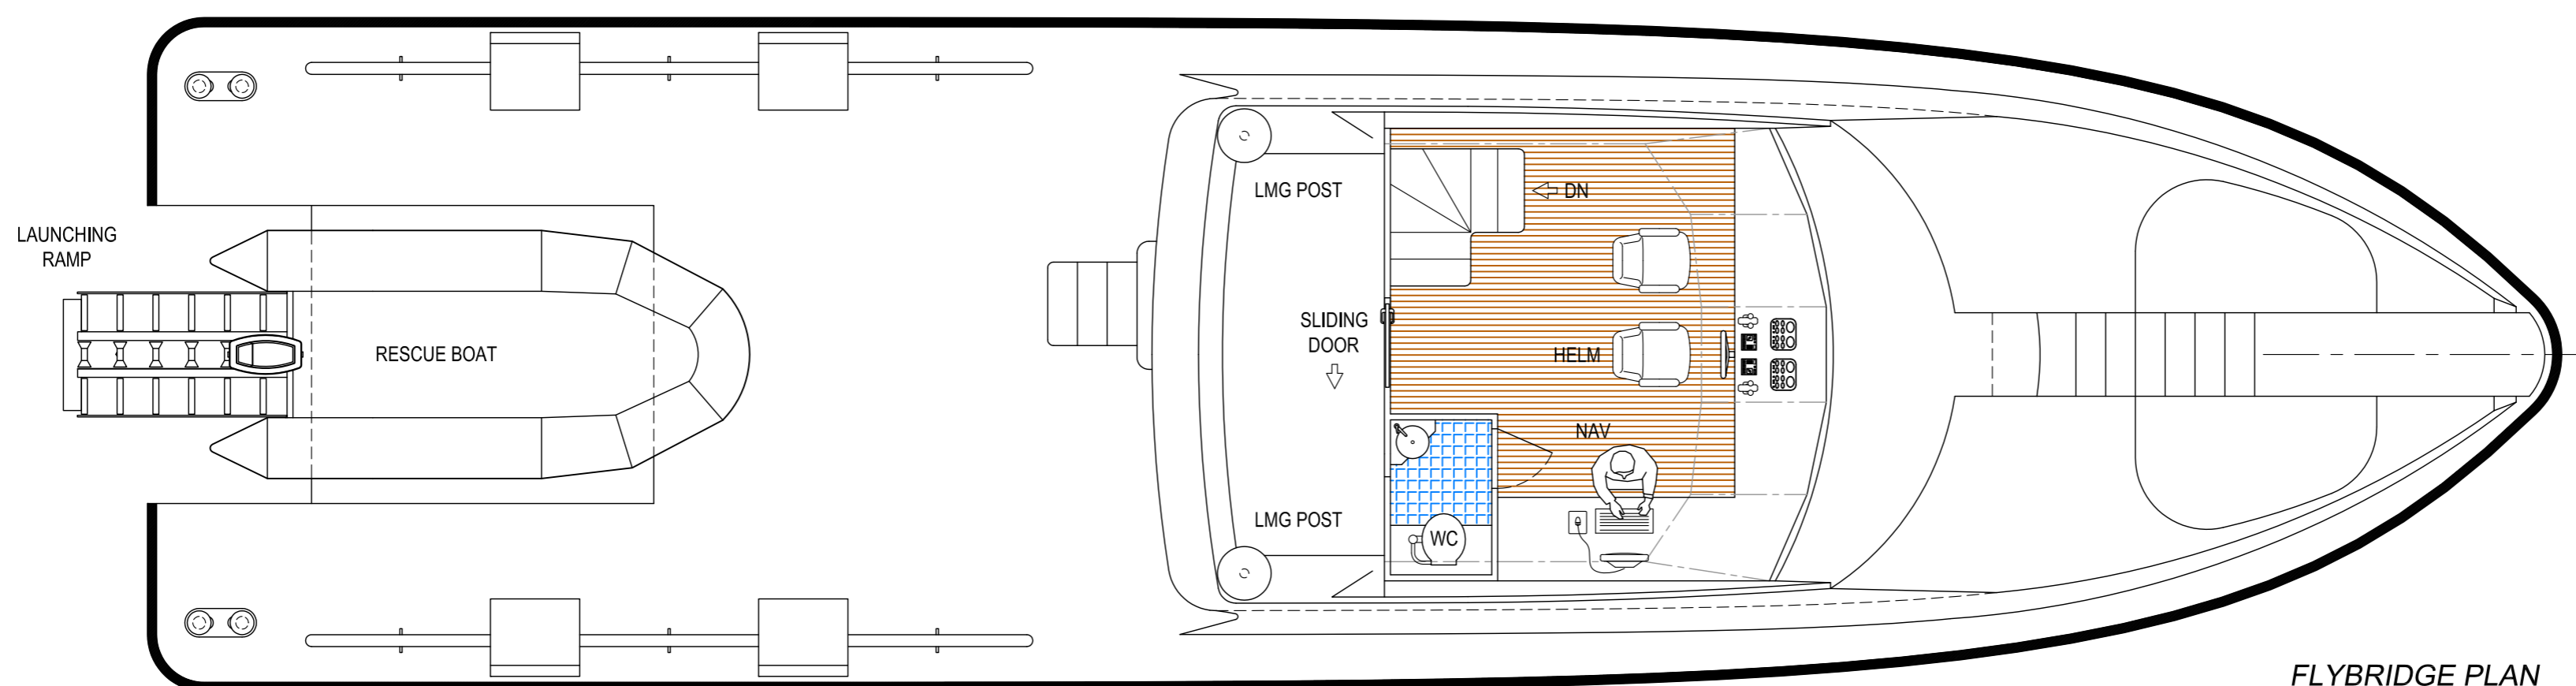 LAUNCHING
RAMP
RESCUE BOAT
LMG POST
DN
SLIDING
DOOR
HELM
NAV
LMG POST
WC
FLYBRIDGE PLAN